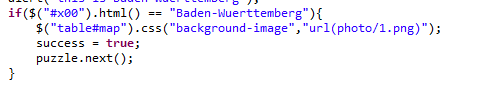 if($("#x00").html() == "Baden-Wuerttemberg"){
$("table#map").css("background-image","url(photo/1.png)");
success = true;
puzzle.next();
}